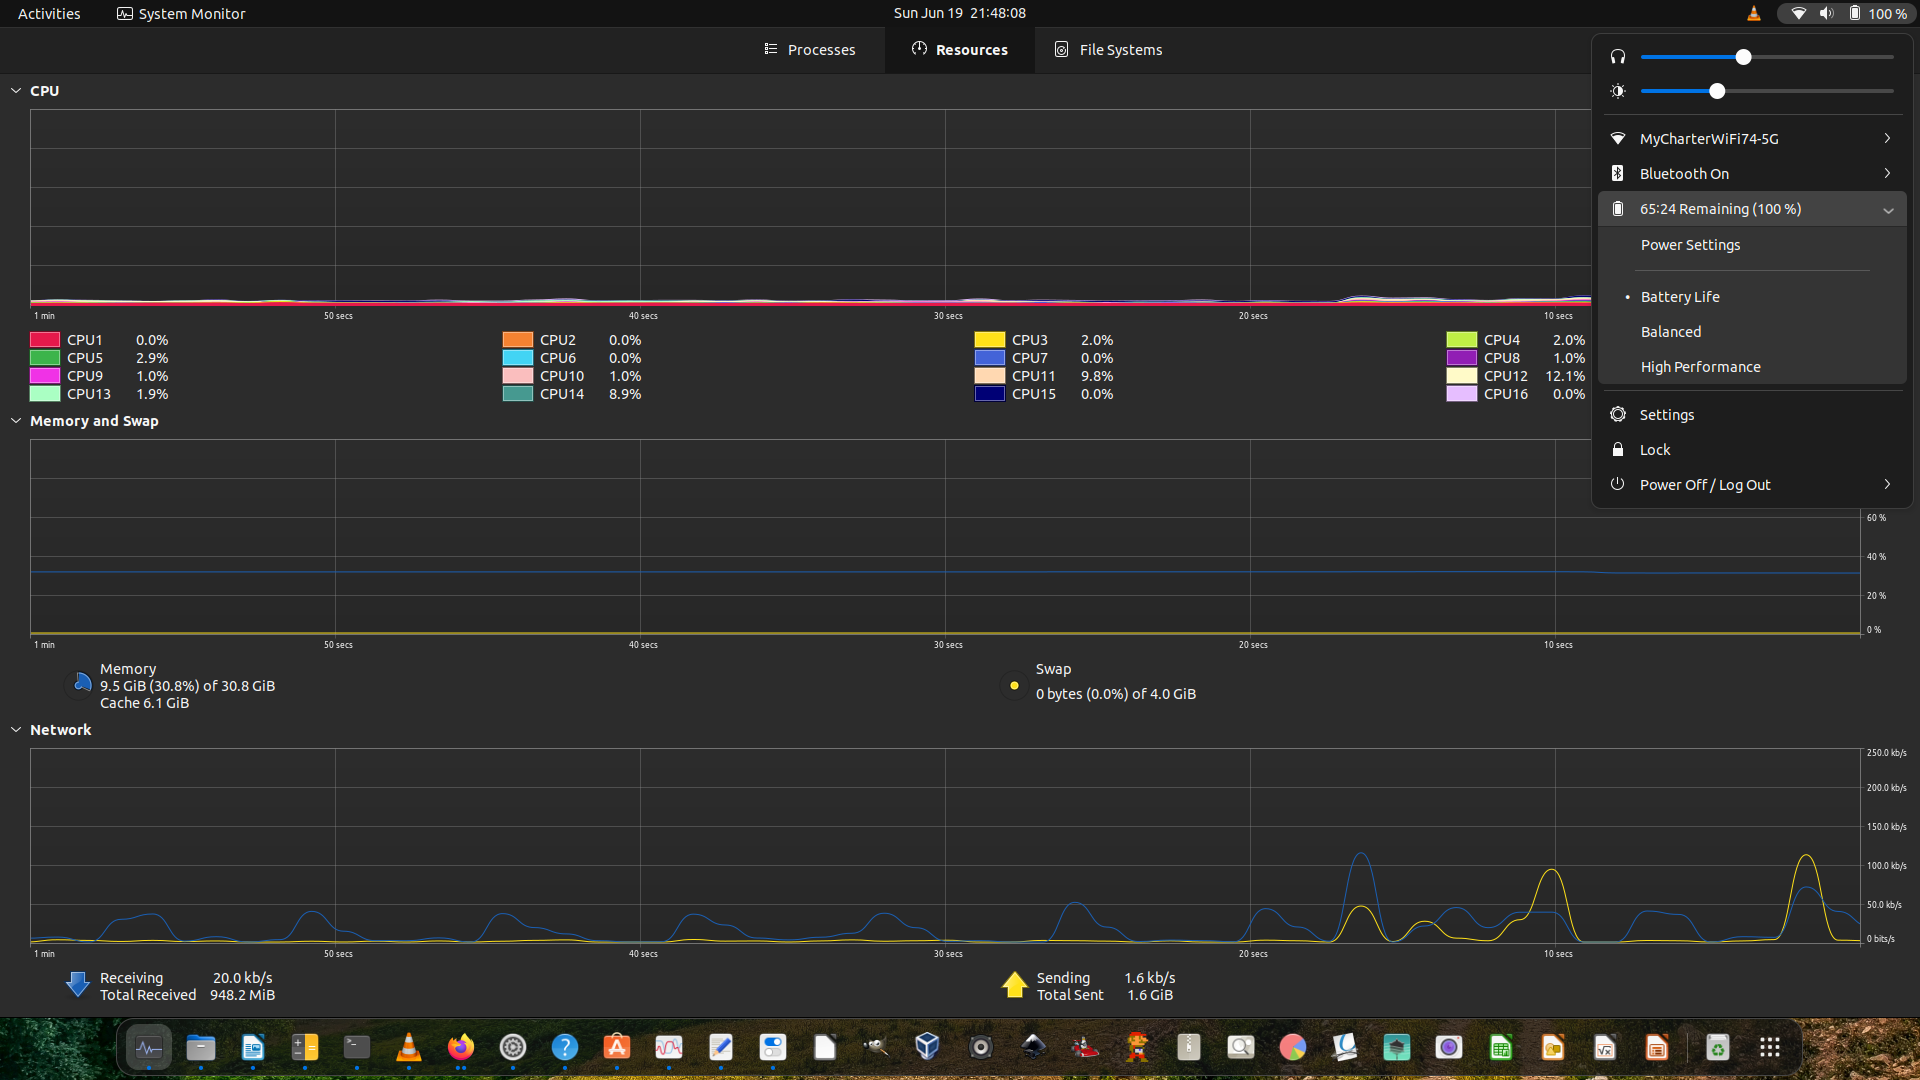 Activities
System Monitor
Sun Jun 19 21:48:08
100 %
Processes
Resources
File Systems
CPU
1 min
50 secs
40 secs
30 secs
20 secs
10 secs
CPU1 0.0%
CPU2 0.0%
CPU3 2.0%
CPU4 2.0%
CPU5 2.9%
CPU6 0.0%
CPU7 0.0%
CPU8 1.0%
CPU9 1.0%
CPU10 1.0%
CPU11 9.8%
CPU12 12.1%
CPU13 1.9%
CPU14 8.9%
CPU15 0.0%
CPU16 0.0%
MyCharterWiFi74-5G
Bluetooth On
65:24 Remaining (100 %)
Power Settings
• Battery Life
Balanced
High Performance
Settings
Lock
Power Off / Log Out
Memory and Swap
60 %
40 %
20 %
0 %
1 min
50 secs
40 secs
30 secs
20 secs
10 secs
Memory
9.5 GiB (30.8%) of 30.8 GiB
Cache 6.1 GiB
Swap
0 bytes (0.0%) of 4.0 GiB
Network
250.0 kb/s
200.0 kb/s
150.0 kb/s
100.0 kb/s
50.0 kb/s
0 bits/s
1 min
50 secs
40 secs
30 secs
20 secs
10 secs
Receiving 20.0 kb/s
Total Received 948.2 MiB
Sending 1.6 kb/s
Total Sent 1.6 GiB